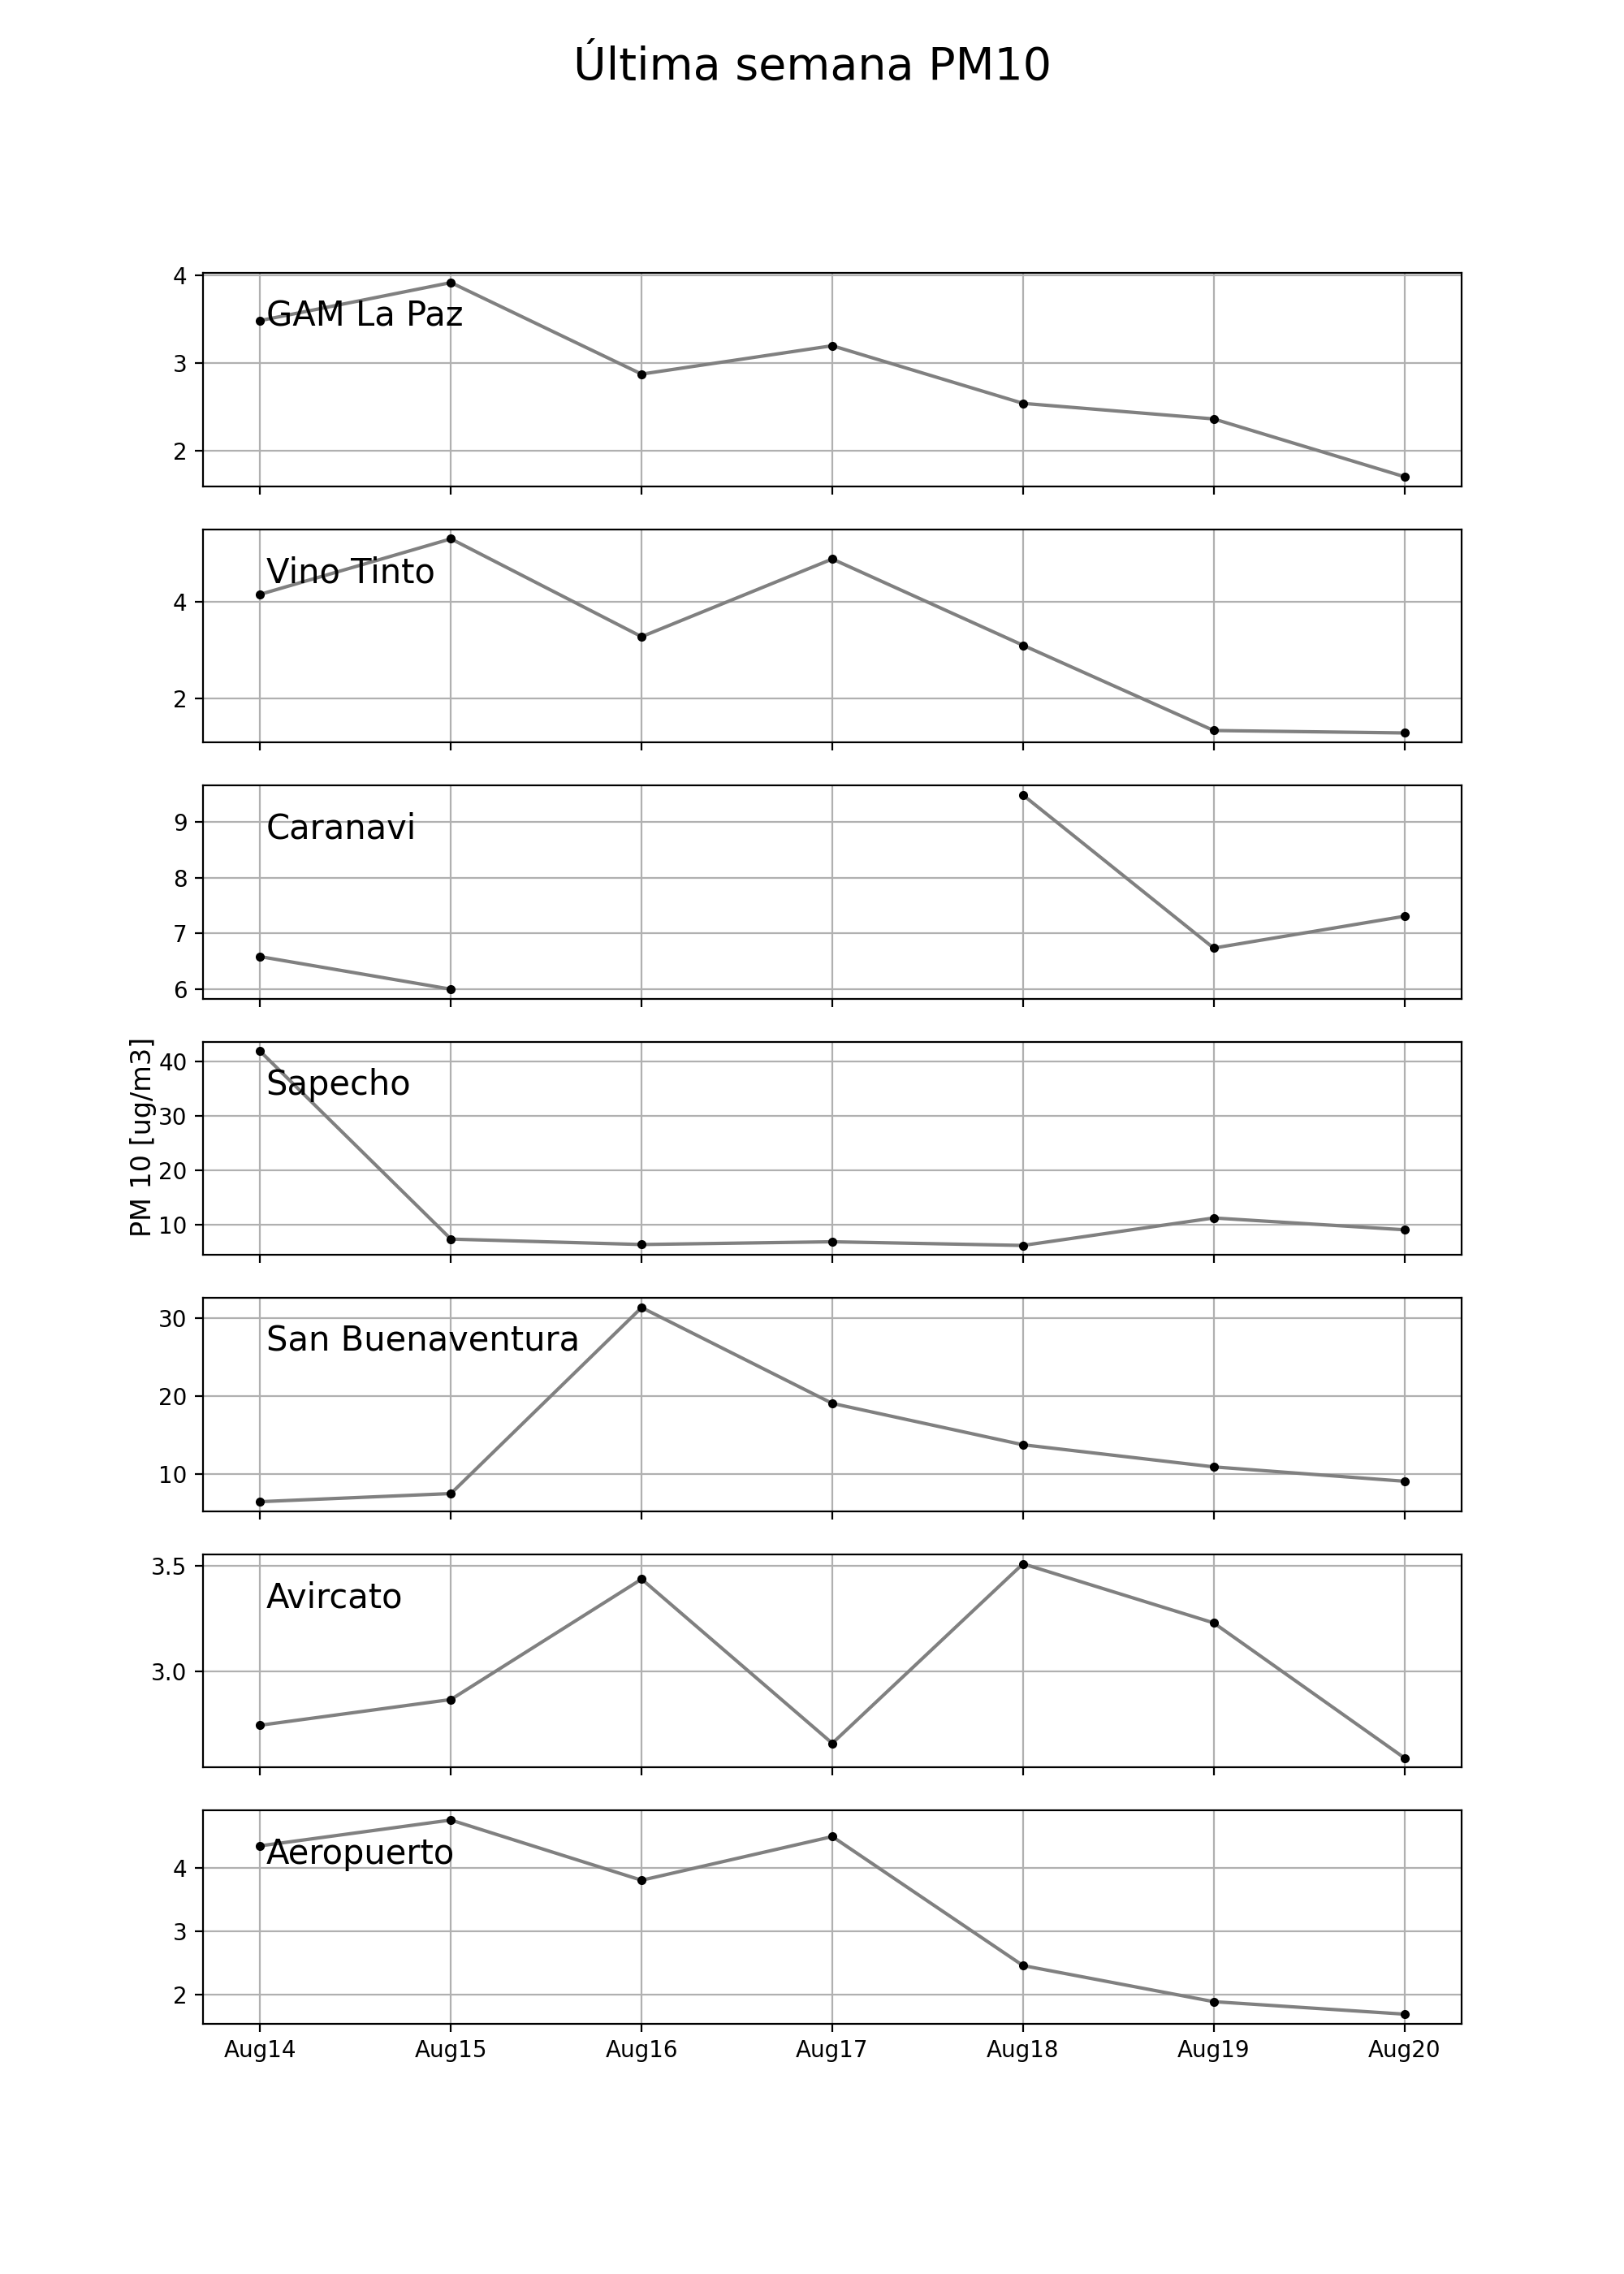 Última semana PM10
4
GAM La Paz
3
2
Vino Tinto
4
2
9
Caranavi
8
7
6
PM 10 [ug/m3]
40
Sapecho
30
20
10
30
San Buenaventura
20
10
3.5
Avircato
3.0
Aeropuerto
4
3
2
Aug14 Aug15 Aug16 Aug17 Aug18 Aug19 Aug20